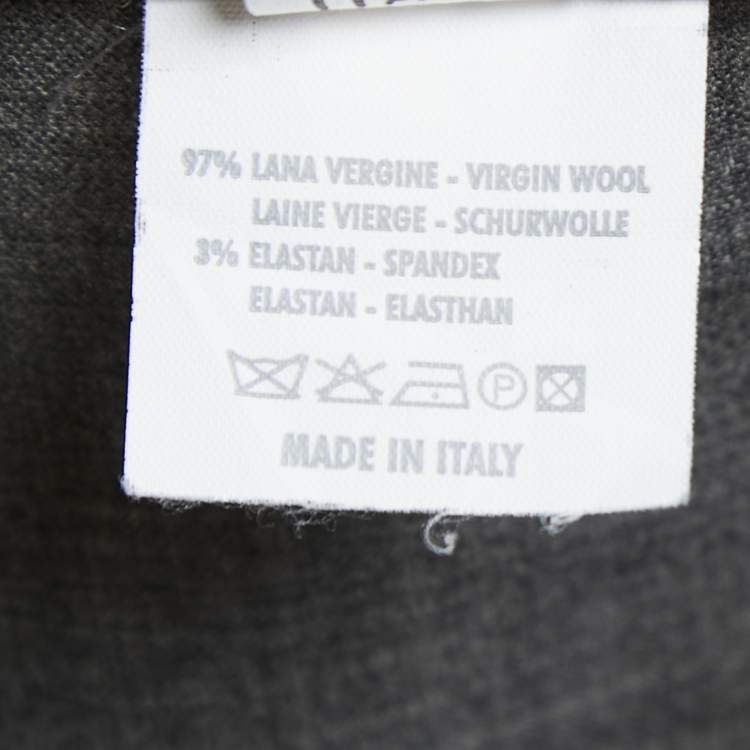 97% LANA VERGINE - VIRGIN WOOL
LAINE VIERGE - SCHURWOLLE
3% ELASTAN - SPANDEX
ELASTAN - ELASTHAN
P
MADE IN ITALY